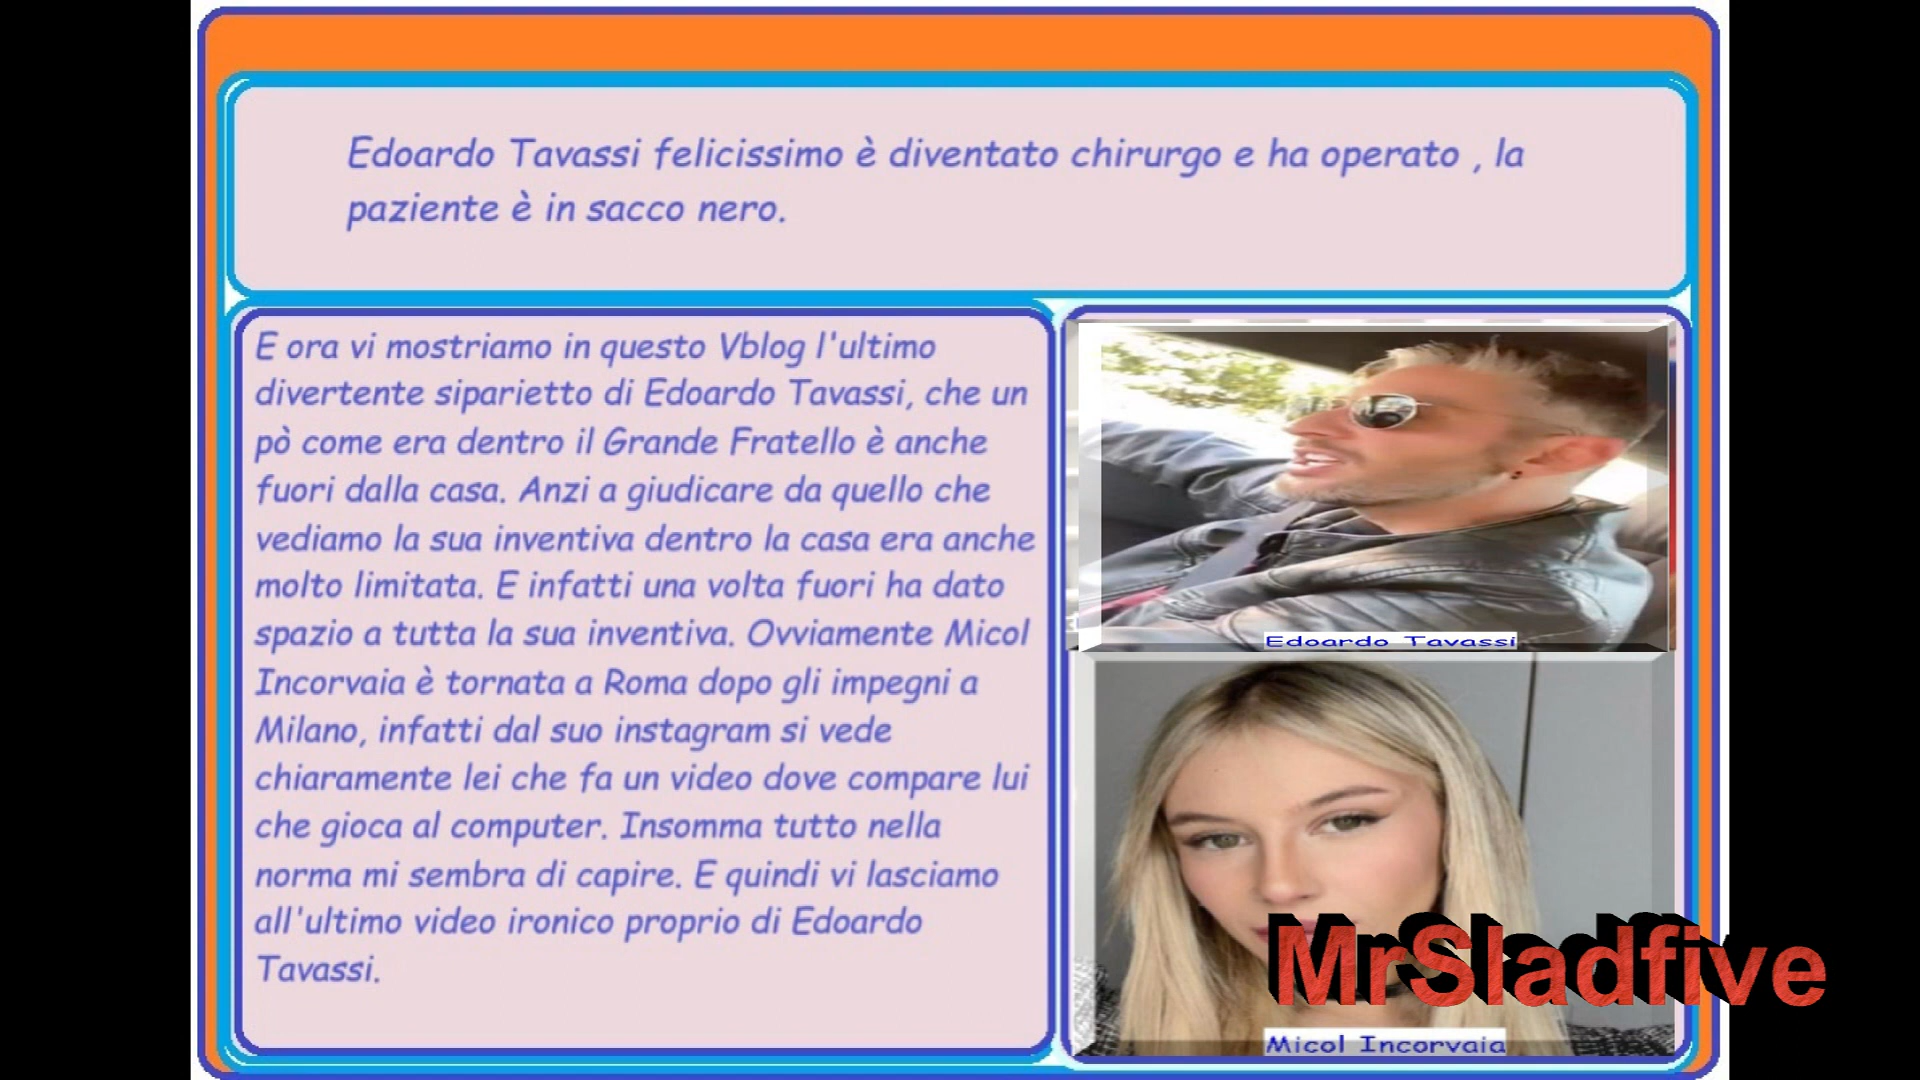 Edoardo Tavassi felicissimo è diventato chirurgo e ha operato , la
paziente è in sacco nero.
E ora vi mostriamo in questo Vblog l'ultimo
divertente siparietto di Edoardo Tavassi, che un
pò come era dentro il Grande Fratello è anche
fuori dalla casa. Anzi a giudicare da quello che
vediamo la sua inventiva dentro la casa era anche
molto limitata. E infatti una volta fuori ha dato
spazio a tutta la sua inventiva. Ovviamente Micol
Incorvaia è tornata a Roma dopo gli impegni a
Milano, infatti dal suo instagram si vede
chiaramente lei che fa un video dove compare lui
che gioca al computer. Insomma tutto nella
norma mi sembra di capire. E quindi vi lasciamo
all'ultimo video ironico proprio di Edoardo
Tavassi.
Edoardo Tavassi
MrSladfive
Micol Incorvaia